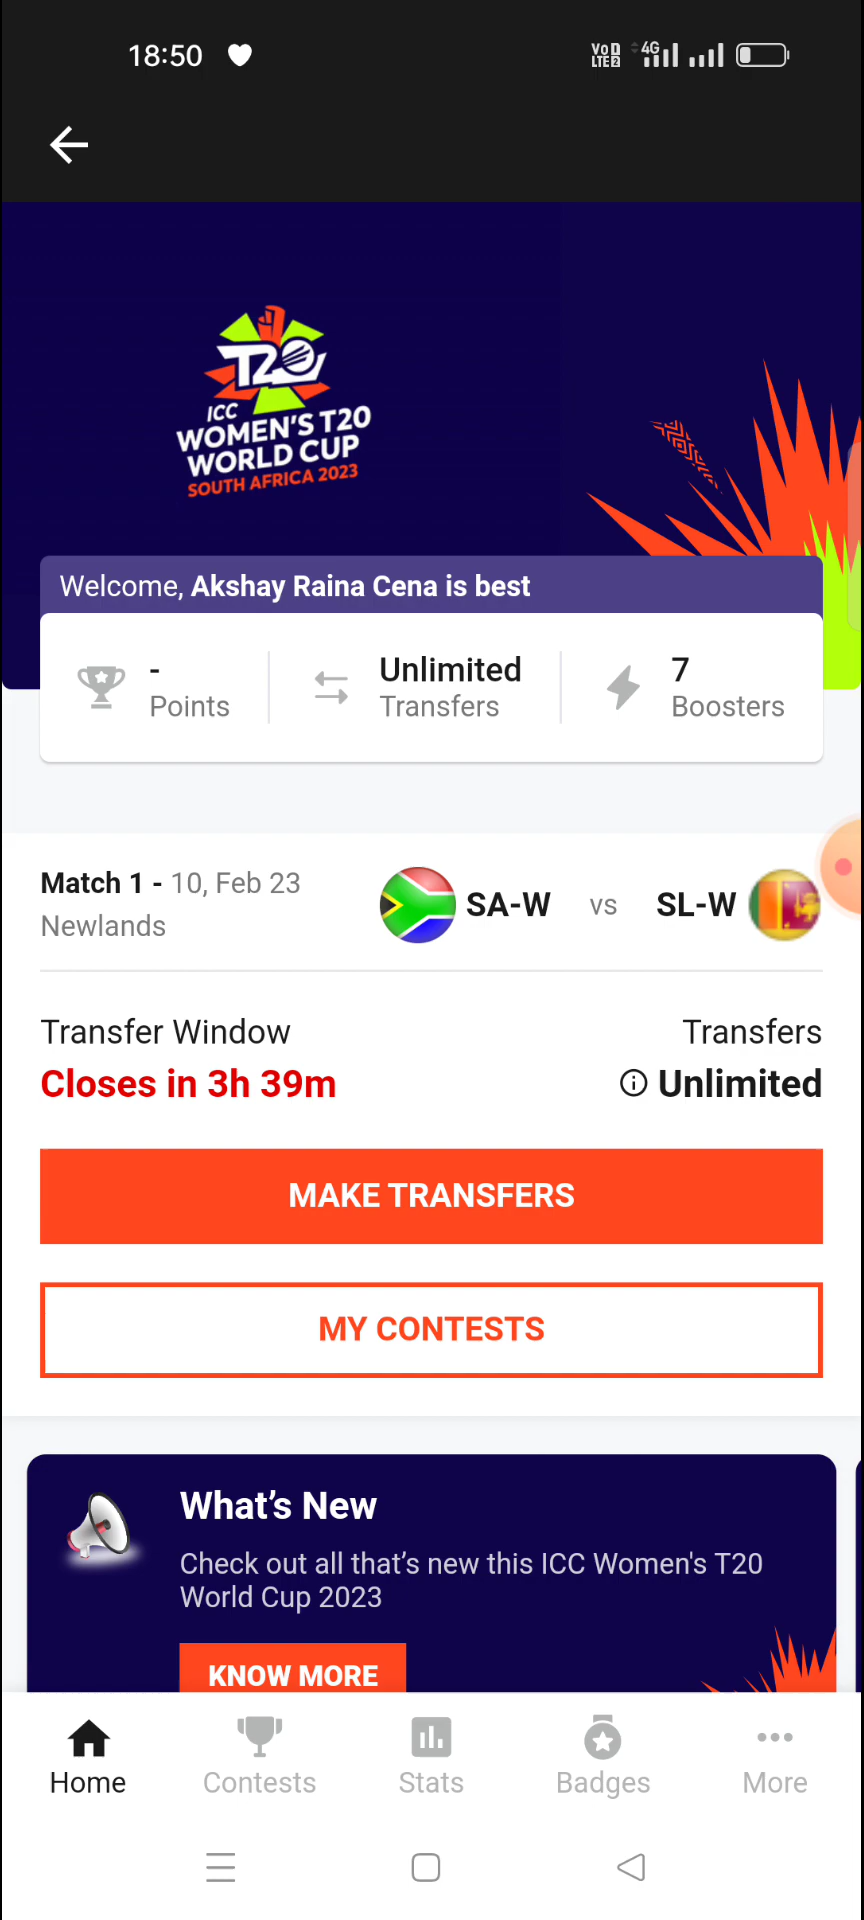 18:50
VoD
LTE2
4G
T20
ICC
WOMEN'S T20
WORLD CUP
SOUTH AFRICA 2023
Welcome, Akshay Raina Cena is best
-
Points
Unlimited
Transfers
7
Boosters
Match 1 - 10, Feb 23
Newlands
SA-W vs SL-W
Transfer Window
Transfers
Closes in 3h 39m
Unlimited
MAKE TRANSFERS
MY CONTESTS
What’s New
Check out all that’s new this ICC Women's T20
World Cup 2023
KNOW MORE
Home
Contests
Stats
Badges
More